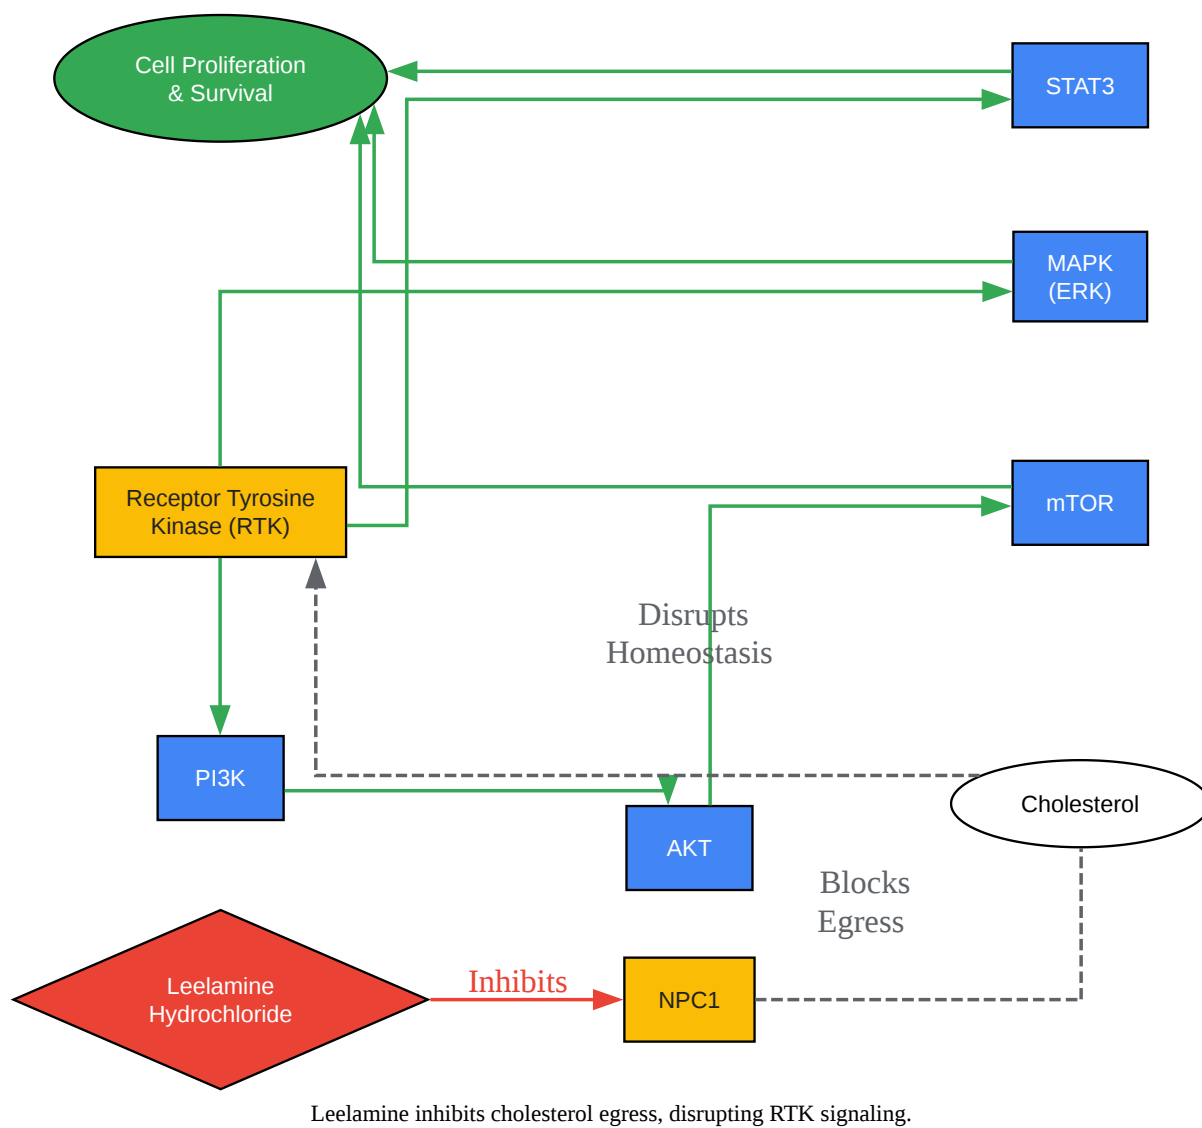 Cell Proliferation
& Survival
STAT3
MAPK
(ERK)
Receptor Tyrosine
Kinase (RTK)
mTOR
Disrupts
Homeostasis
PI3K
Cholesterol
AKT
Blocks
Egress
Leelamine
Hydrochloride
Inhibits
NPC1
Leelamine inhibits cholesterol egress, disrupting RTK signaling.